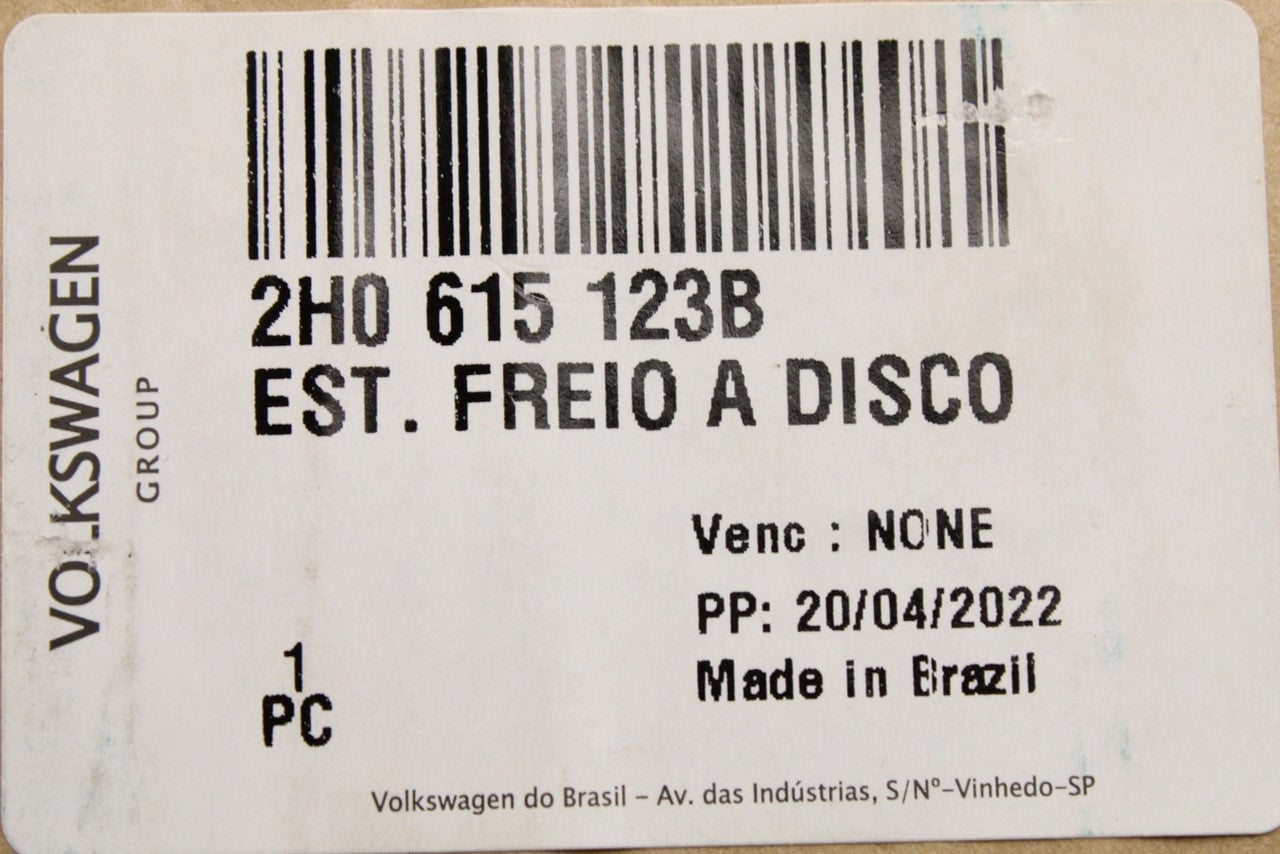 VOLKSWAGEN
GROUP
2H0 615 123B
EST. FREIO A DISCO
Venc : NONE
PP: 20/04/2022
Made in Brazil
1
PC
Volkswagen do Brasil – Av. das Indústrias, S/Nº–Vinhedo–SP